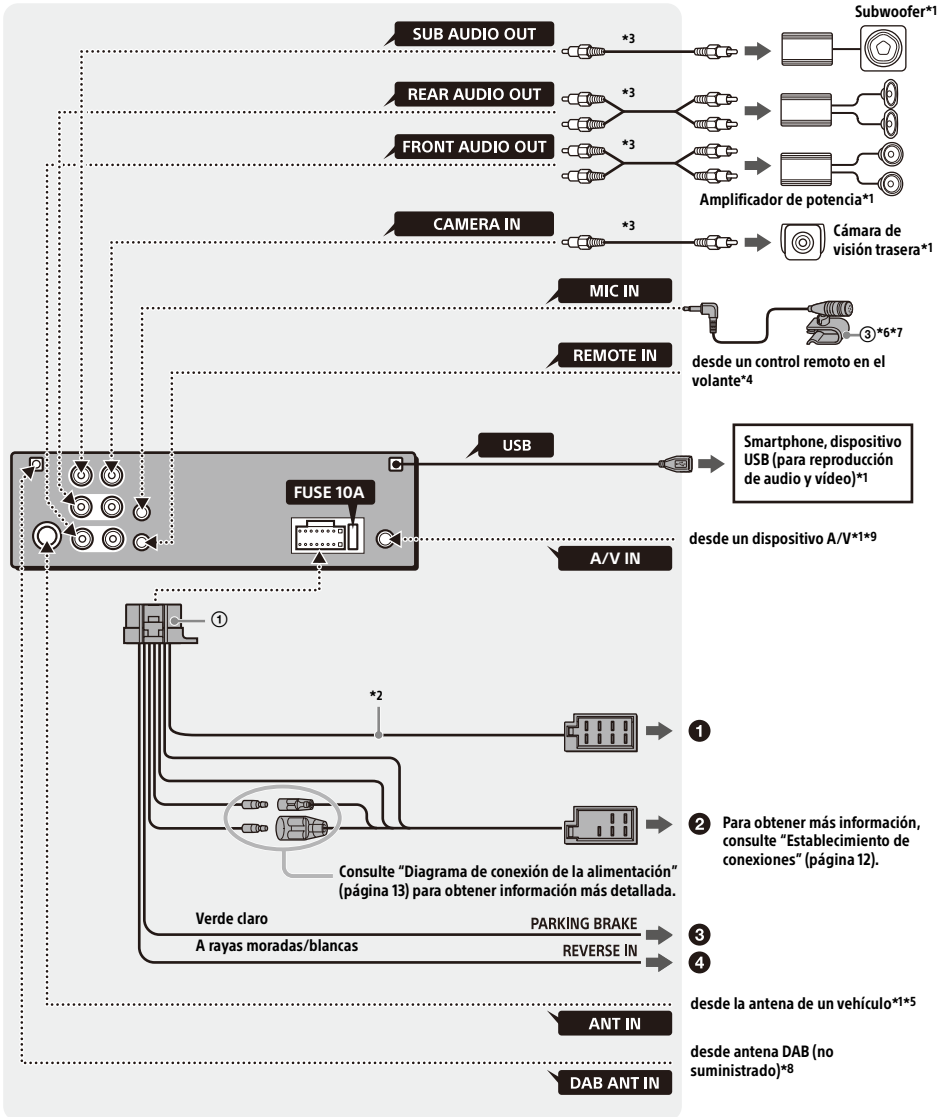 Subwoofer*1
SUB AUDIO OUT
*3
REAR AUDIO OUT
*3
FRONT AUDIO OUT
*3
Amplificador de potencia*1
CAMERA IN
*3
Cámara de
visión trasera*1
MIC IN
③*6*7
REMOTE IN
desde un control remoto en el
volante*4
USB
Smartphone, dispositivo
USB (para reproducción
de audio y vídeo)*1
FUSE 10A
desde un dispositivo A/V*1*9
A/V IN
①
*2
❶
❷ Para obtener más información,
consulte “Establecimiento de
conexiones” (página 12).
Consulte “Diagrama de conexión de la alimentación”
(página 13) para obtener información más detallada.
Verde claro
PARKING BRAKE
❸
A rayas moradas/blancas
REVERSE IN
❹
desde la antena de un vehículo*1*5
ANT IN
desde antena DAB (no
suministrado)*8
DAB ANT IN